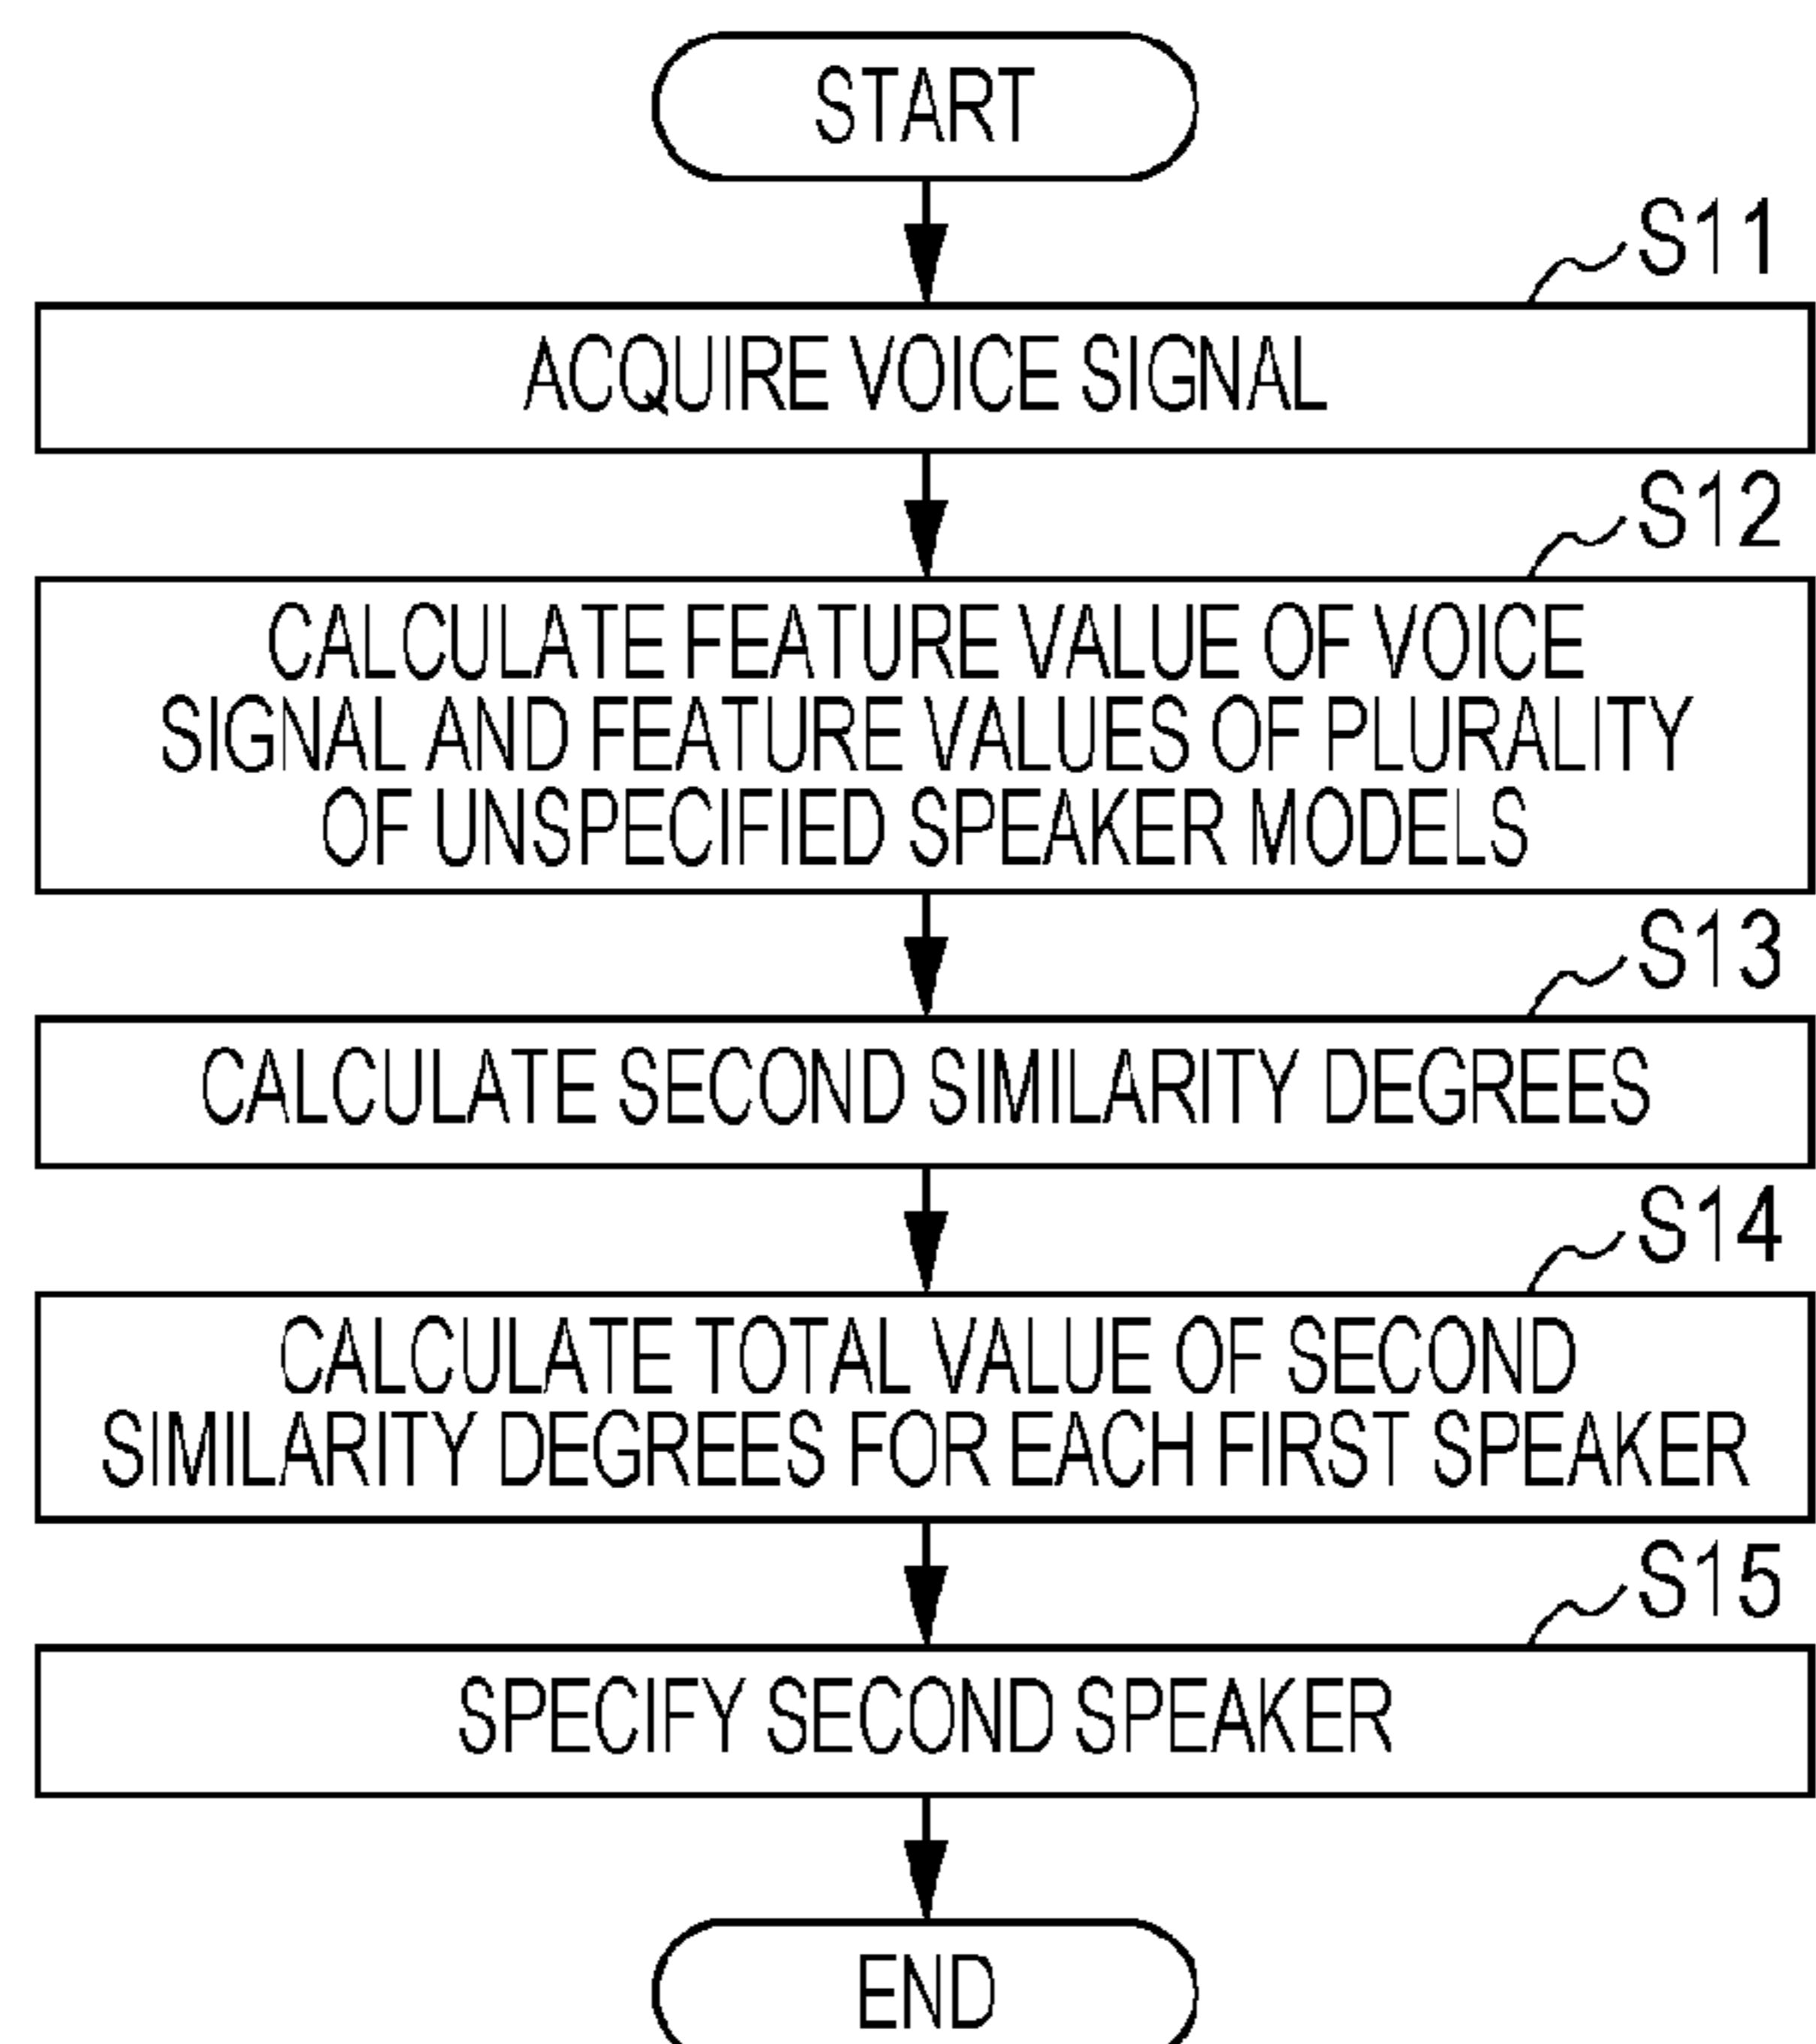 START
S11
ACQUIRE VOICE SIGNAL
S12
CALCULATE FEATURE VALUE OF VOICE
SIGNAL AND FEATURE VALUES OF PLURALITY
OF UNSPECIFIED SPEAKER MODELS
S13
CALCULATE SECOND SIMILARITY DEGREES
S14
CALCULATE TOTAL VALUE OF SECOND
SIMILARITY DEGREES FOR EACH FIRST SPEAKER
S15
SPECIFY SECOND SPEAKER
END